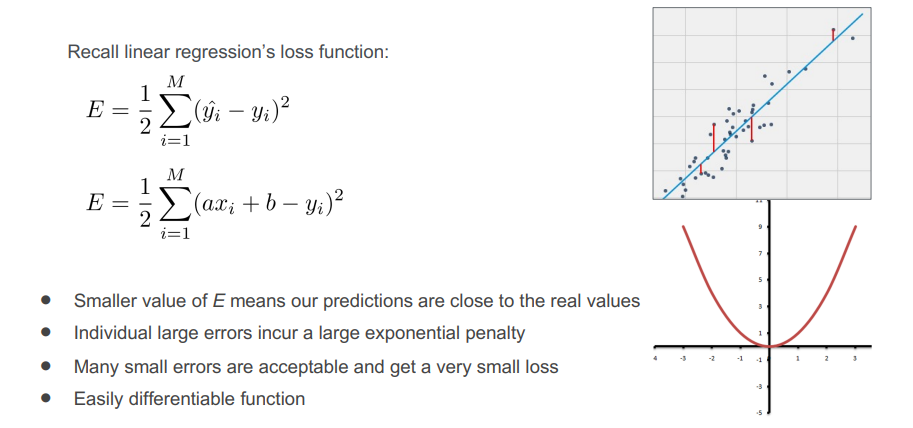 Recall linear regression's loss function:
E = \frac{1}{2} \sum_{i=1}^{M} (\hat{y}_i - y_i)^2
E = \frac{1}{2} \sum_{i=1}^{M} (ax_i + b - y_i)^2
● Smaller value of E means our predictions are close to the real values
● Individual large errors incur a large exponential penalty
● Many small errors are acceptable and get a very small loss
● Easily differentiable function
9
7
5
3
1
4 -3 -2 -1 -1 1 2 3
-3
-5